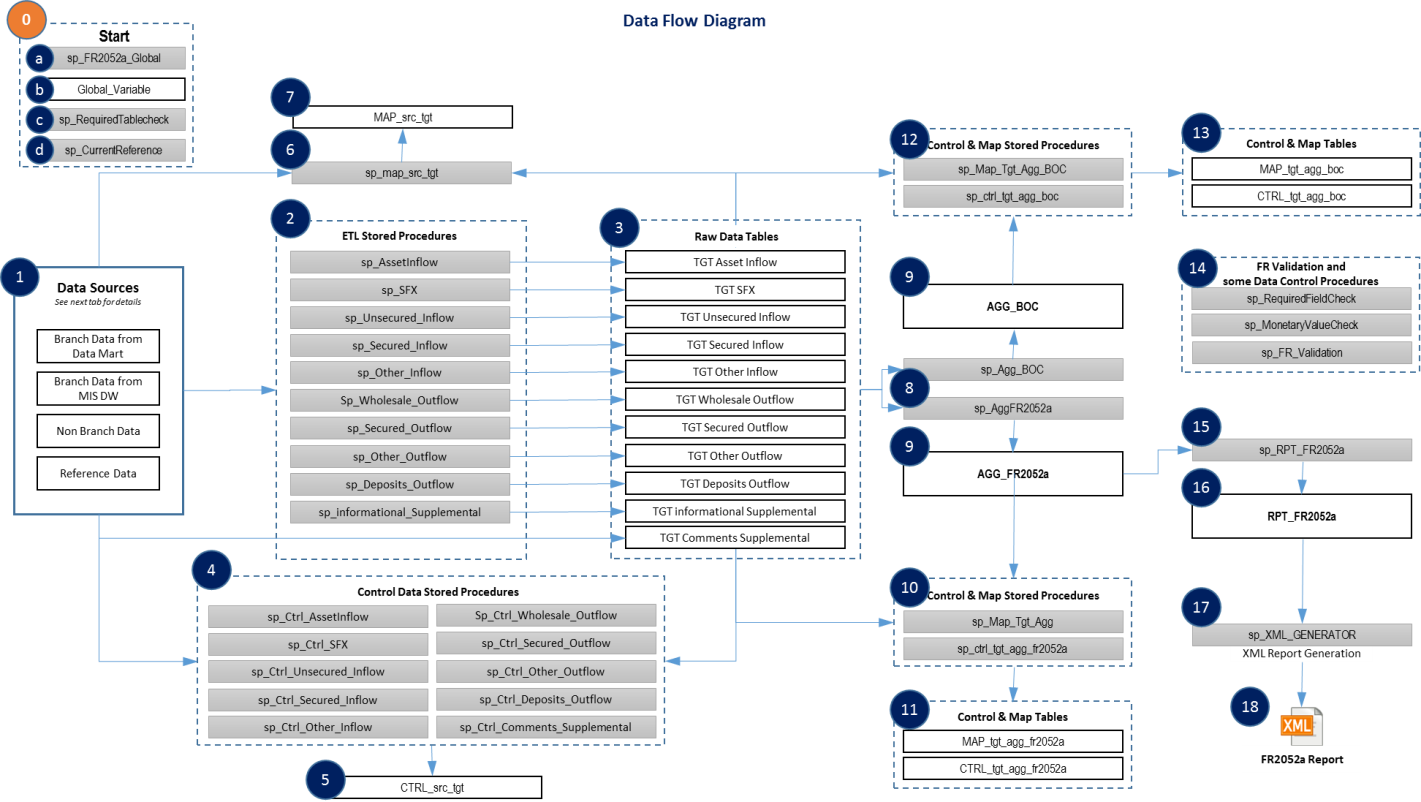 Data Flow Diagram
0
Start
a
sp_FR2052a_Global
b
Global_Variable
c
sp_RequiredTablecheck
d
sp_CurrentReference
1
Data Sources
See next tab for details
Branch Data from
Data Mart
Branch Data from
MIS DW
Non Branch Data
Reference Data
7
MAP_src_tgt
6
sp_map_src_tgt
2
ETL Stored Procedures
sp_AssetInflow
sp_SFX
sp_Unsecured_Inflow
sp_Secured_Inflow
sp_Other_Inflow
Sp_Wholesale_Outflow
sp_Secured_Outflow
sp_Other_Outflow
sp_Deposits_Outflow
sp_informational_Supplemental
3
Raw Data Tables
TGT Asset Inflow
TGT SFX
TGT Unsecured Inflow
TGT Secured Inflow
TGT Other Inflow
TGT Wholesale Outflow
TGT Secured Outflow
TGT Other Outflow
TGT Deposits Outflow
TGT informational Supplemental
TGT Comments Supplemental
4
Control Data Stored Procedures
sp_Ctrl_AssetInflow
sp_Ctrl_SFX
sp_Ctrl_Unsecured_Inflow
sp_Ctrl_Secured_Inflow
sp_Ctrl_Other_Inflow
Sp_Ctrl_Wholesale_Outflow
sp_Ctrl_Secured_Outflow
sp_Ctrl_Other_Outflow
sp_Ctrl_Deposits_Outflow
sp_Ctrl_Comments_Supplemental
5
CTRL_src_tgt
12
Control & Map Stored Procedures
sp_Map_Tgt_Agg_BOC
sp_ctrl_tgt_agg_boc
13
Control & Map Tables
MAP_tgt_agg_boc
CTRL_tgt_agg_boc
9
AGG_BOC
8
sp_Agg_BOC
sp_AggFR2052a
9
AGG_FR2052a
10
Control & Map Stored Procedures
sp_Map_Tgt_Agg
sp_ctrl_tgt_agg_fr2052a
11
Control & Map Tables
MAP_tgt_agg_fr2052a
CTRL_tgt_agg_fr2052a
14
FR Validation and
some Data Control Procedures
sp_RequiredFieldCheck
sp_MonetaryValueCheck
sp_FR_Validation
15
sp_RPT_FR2052a
16
RPT_FR2052a
17
sp_XML_GENERATOR
XML Report Generation
18
XML
FR2052a Report